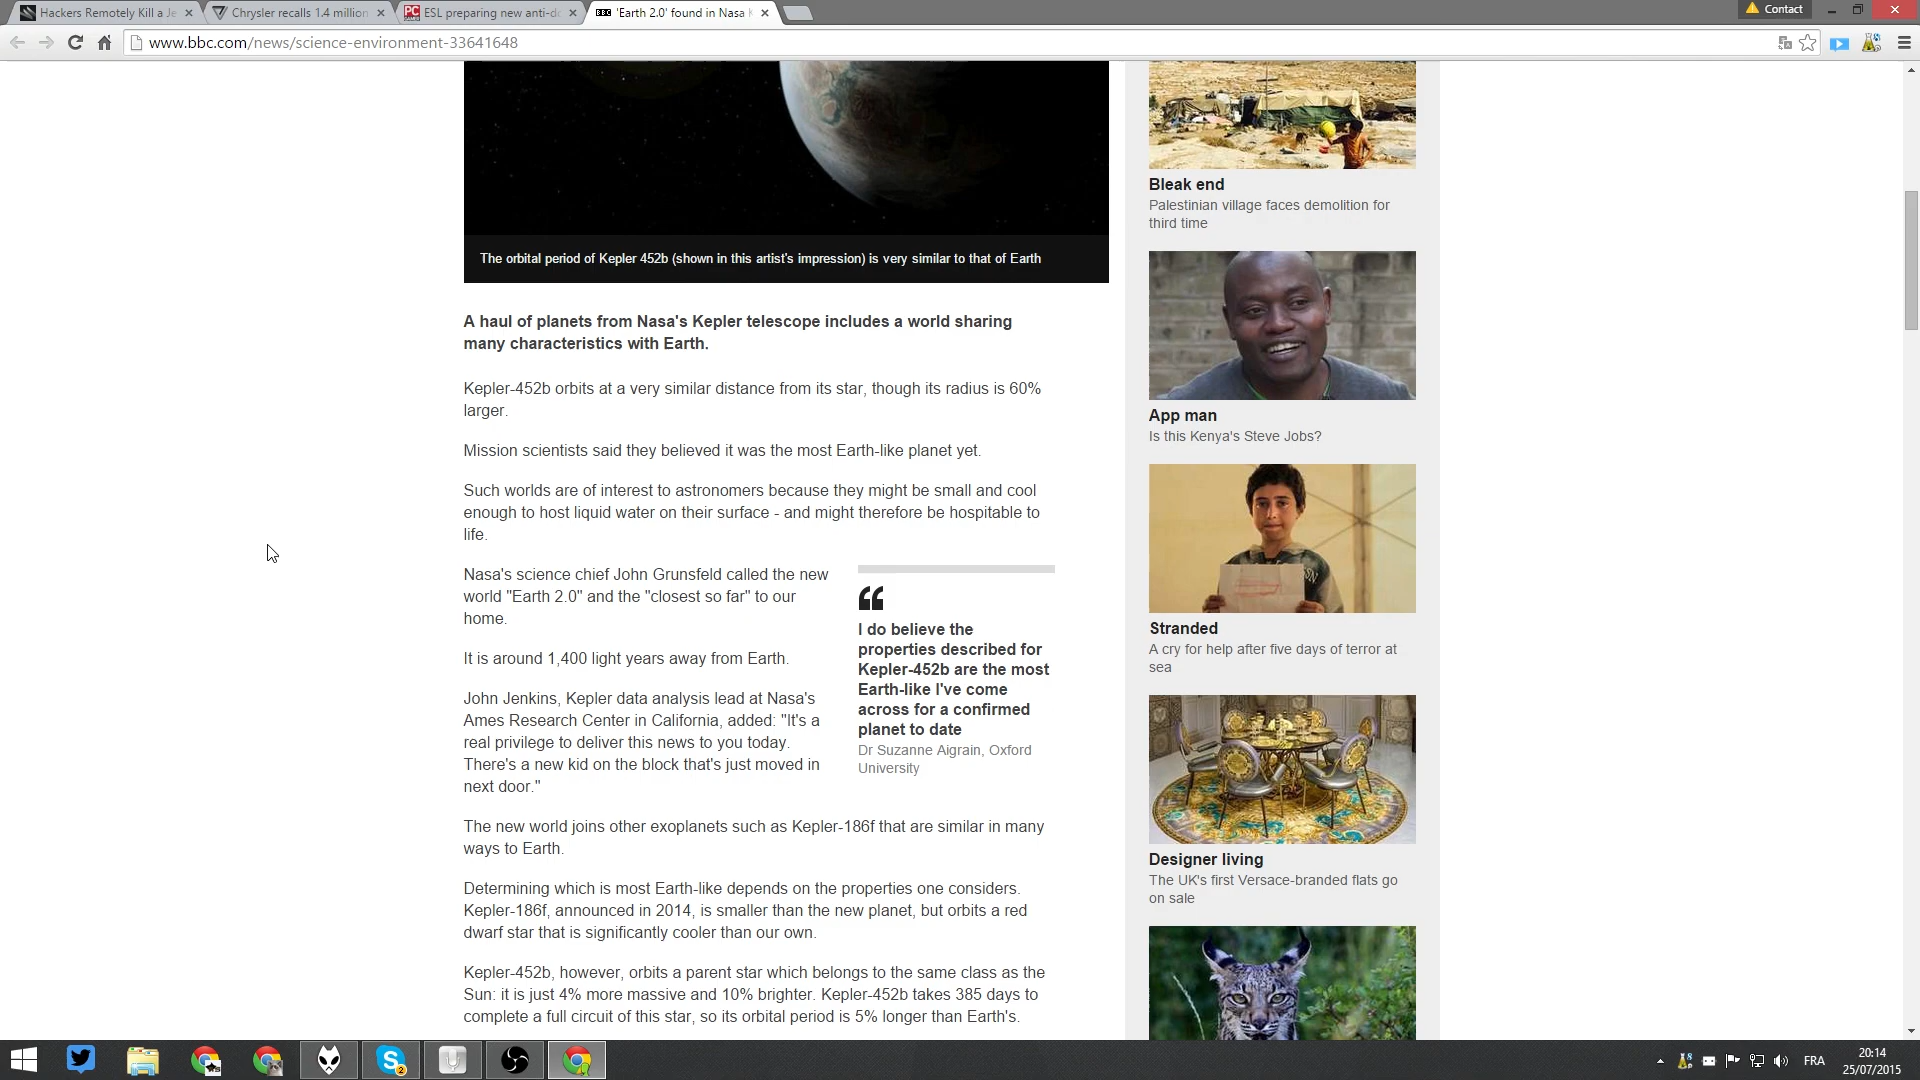 Hackers Remotely Kill a Je
Chrysler recalls 1.4 million
ESL preparing new anti-do
'Earth 2.0' found in Nasa K
Contact
www.bbc.com/news/science-environment-33641648
The orbital period of Kepler 452b (shown in this artist's impression) is very similar to that of Earth
A haul of planets from Nasa's Kepler telescope includes a world sharing
many characteristics with Earth.
Kepler-452b orbits at a very similar distance from its star, though its radius is 60%
larger.
Mission scientists said they believed it was the most Earth-like planet yet.
Such worlds are of interest to astronomers because they might be small and cool
enough to host liquid water on their surface - and might therefore be hospitable to
life.
Nasa's science chief John Grunsfeld called the new
world "Earth 2.0" and the "closest so far" to our
home.
It is around 1,400 light years away from Earth.
John Jenkins, Kepler data analysis lead at Nasa's
Ames Research Center in California, added: "It's a
real privilege to deliver this news to you today.
There's a new kid on the block that's just moved in
next door."
I do believe the
properties described for
Kepler-452b are the most
Earth-like I've come
across for a confirmed
planet to date
Dr Suzanne Aigrain, Oxford
University
The new world joins other exoplanets such as Kepler-186f that are similar in many
ways to Earth.
Determining which is most Earth-like depends on the properties one considers.
Kepler-186f, announced in 2014, is smaller than the new planet, but orbits a red
dwarf star that is significantly cooler than our own.
Kepler-452b, however, orbits a parent star which belongs to the same class as the
Sun: it is just 4% more massive and 10% brighter. Kepler-452b takes 385 days to
complete a full circuit of this star, so its orbital period is 5% longer than Earth's.
Bleak end
Palestinian village faces demolition for
third time
App man
Is this Kenya's Steve Jobs?
Stranded
A cry for help after five days of terror at
sea
Designer living
The UK's first Versace-branded flats go
on sale
FRA
20:14
25/07/2015